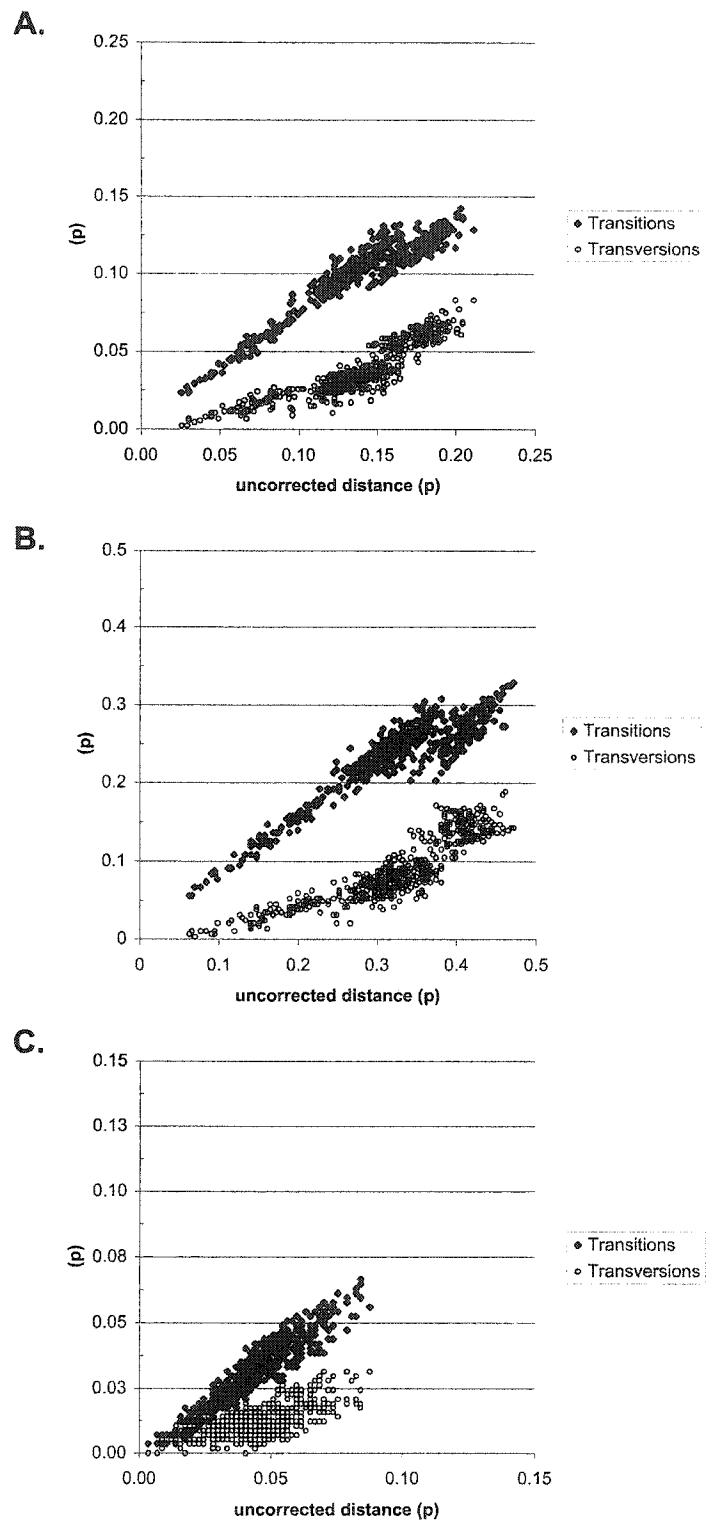 A.
0.25
0.20
0.15
0.10
0.05
0.00
(p)
0.00 0.05 0.10 0.15 0.20 0.25
uncorrected distance (p)
Transitions
Transversions
B.
0.5
0.4
0.3
0.2
0.1
0
(p)
0 0.1 0.2 0.3 0.4 0.5
uncorrected distance (p)
Transitions
Transversions
C.
0.15
0.13
0.10
0.08
0.05
0.03
0.00
(p)
0.00 0.05 0.10 0.15
uncorrected distance (p)
Transitions
Transversions